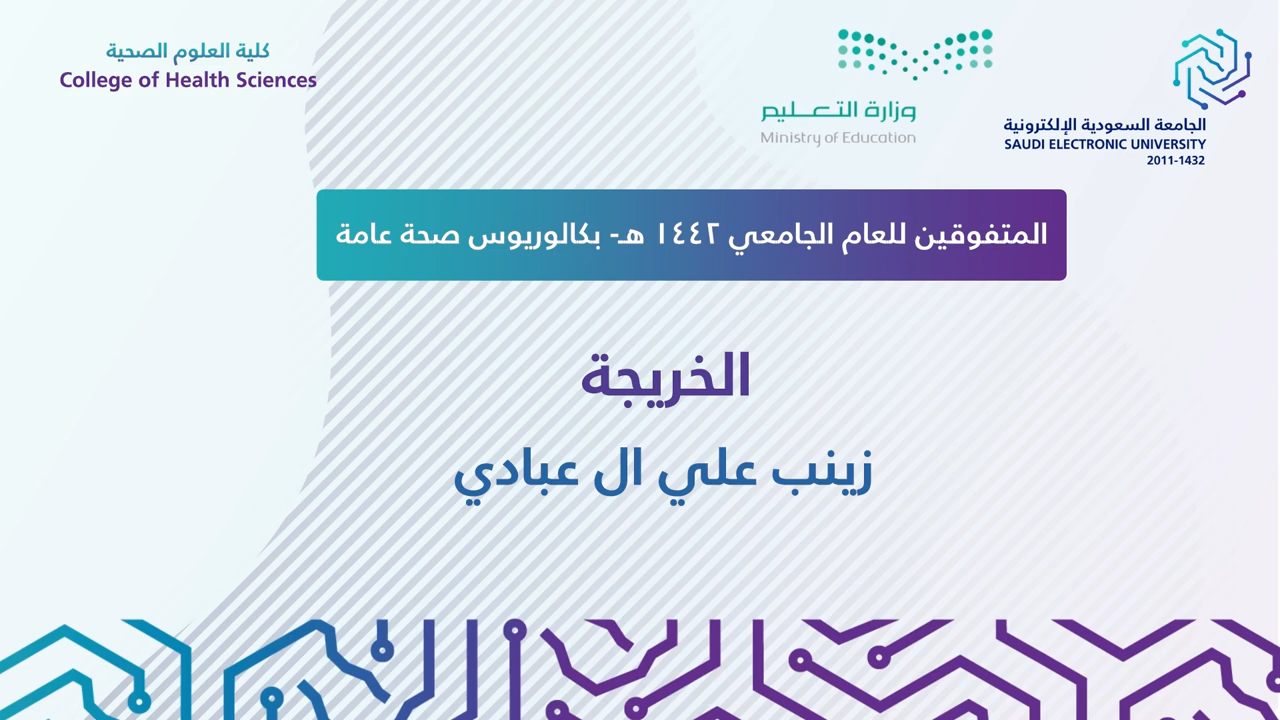 كلية العلوم الصحية
College of Health Sciences
وزارة التعـليم
Ministry of Education
الجامعة السعودية الإلكترونية
SAUDI ELECTRONIC UNIVERSITY
2011-1432
المتفوقين للعام الجامعي ١٤٤٢ هـ- بكالوريوس صحة عامة
الخريجة
زينب علي ال عبادي